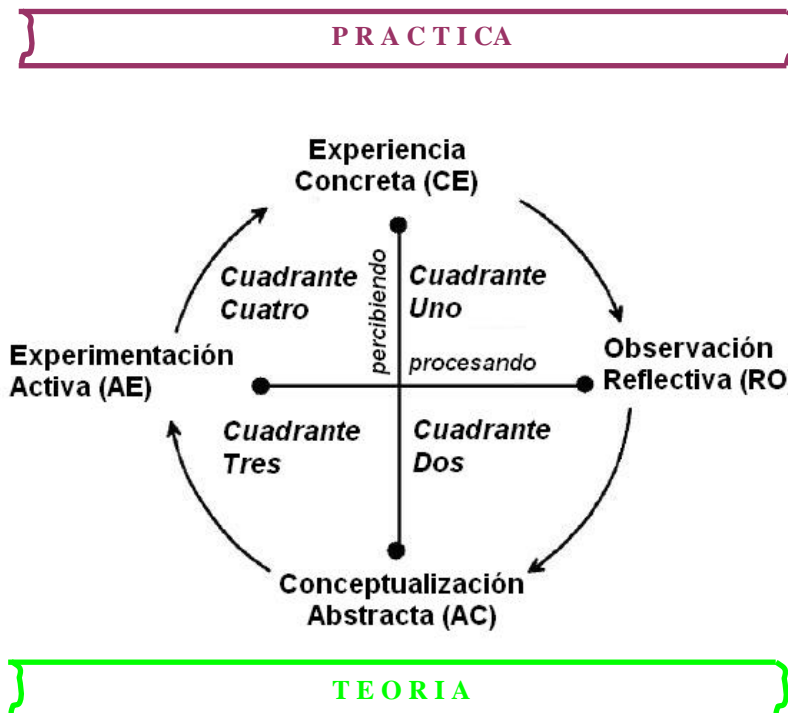 PRACTICA
Experiencia
Concreta (CE)
percibiendo
Cuadrante
Cuatro
Cuadrante
Uno
Experimentación
Activa (AE)
procesando
Observación
Reflectiva (RO)
Cuadrante
Tres
Cuadrante
Dos
Conceptualización
Abstracta (AC)
TEORIA